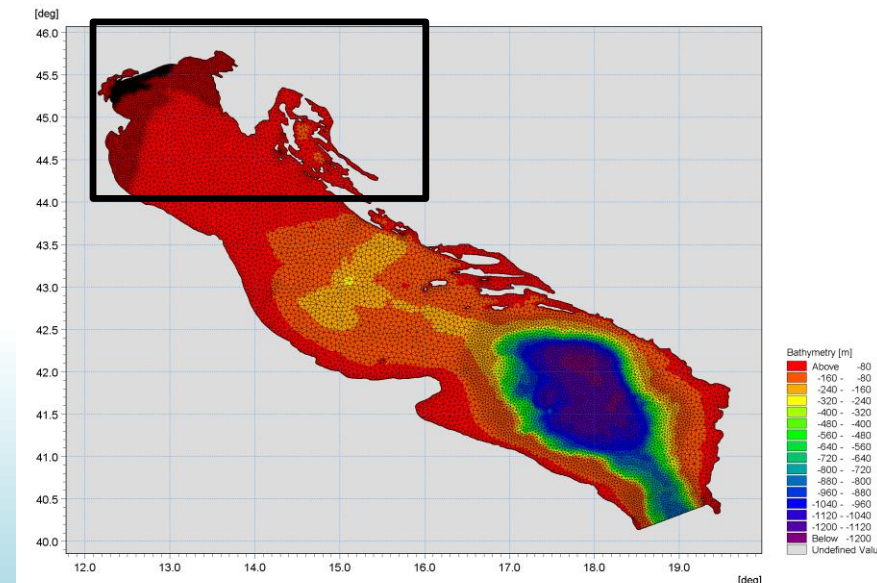 [deg]
46.0
45.5
45.0
44.5
44.0
43.5
43.0
42.5
42.0
41.5
41.0
40.5
40.0
12.0 13.0 14.0 15.0 16.0 17.0 18.0 19.0
[deg]
Bathymetry [m]
Above -80
-160 - -80
-240 - -160
-320 - -240
-400 - -320
-480 - -400
-560 - -480
-640 - -560
-720 - -640
-800 - -720
-880 - -800
-960 - -880
-1040 - -960
-1120 - -1040
-1200 - -1120
Below -1200
Undefined Valu